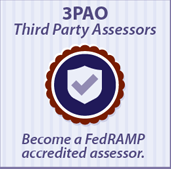 3PAO
Third Party Assessors
Become a FedRAMP
accredited assessor.